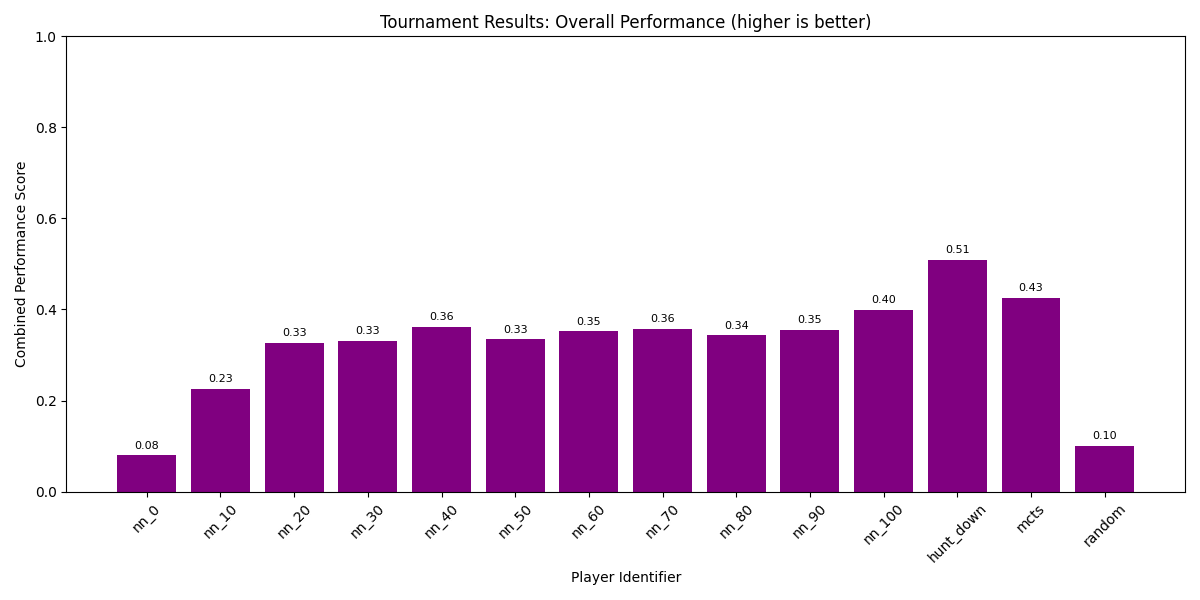 Tournament Results: Overall Performance (higher is better)
Combined Performance Score
1.0
0.8
0.6
0.4
0.2
0.0
0.08
0.23
0.33
0.33
0.36
0.33
0.35
0.36
0.34
0.35
0.40
0.51
0.43
0.10
nn_0
nn_10
nn_20
nn_30
nn_40
nn_50
nn_60
nn_70
nn_80
nn_90
nn_100
hunt_down
mcts
random
Player Identifier